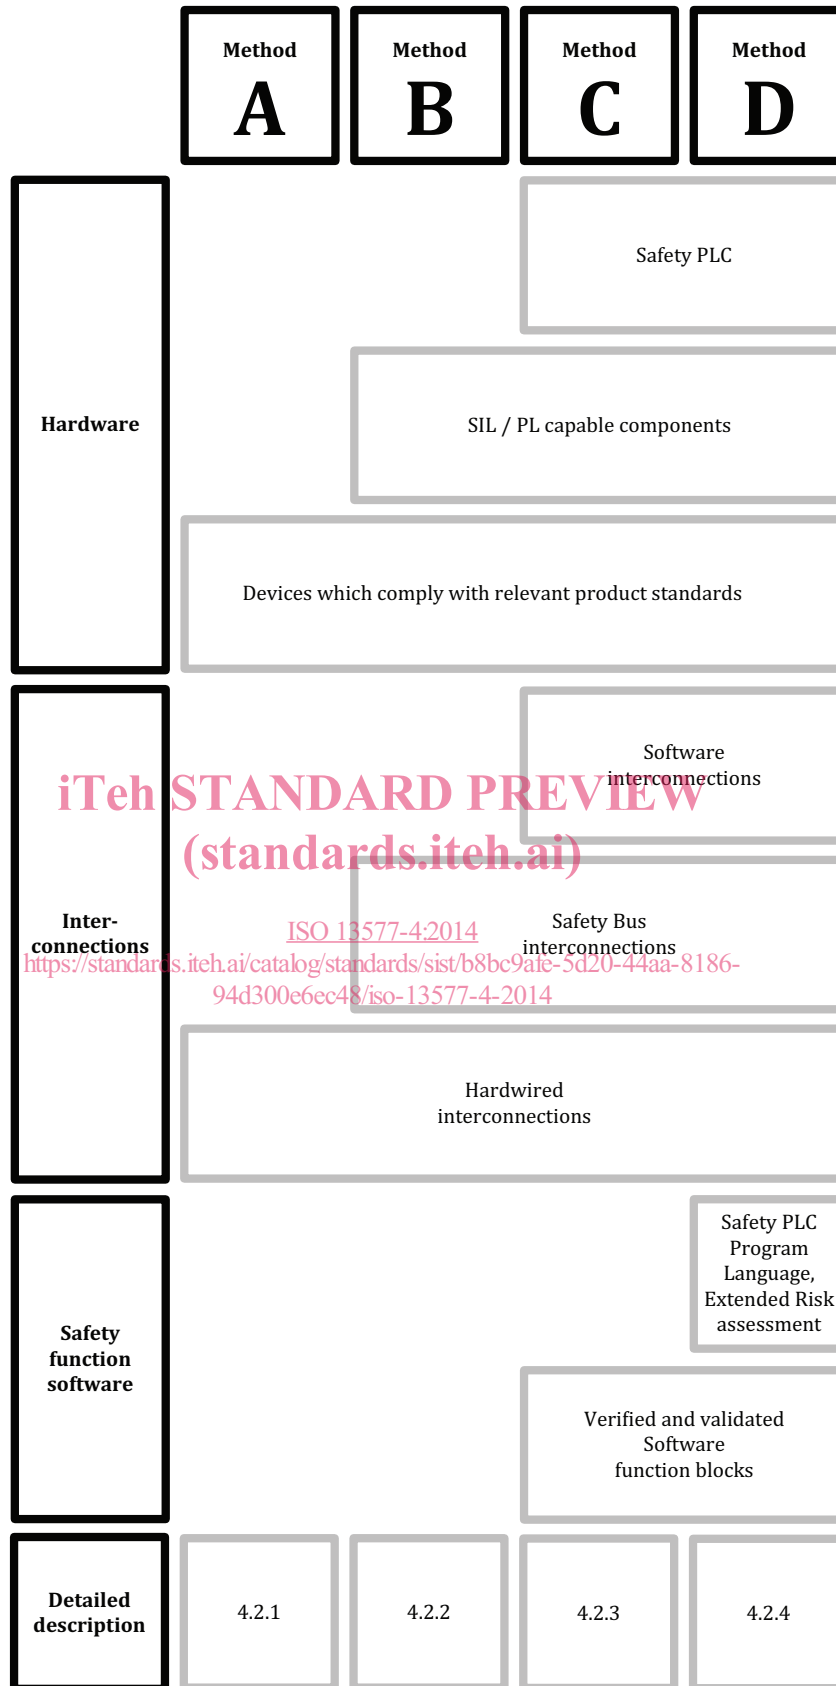 Method
A
Method
B
Method
C
Method
D
Hardware
Safety PLC
SIL / PL capable components
Devices which comply with relevant product standards
Inter-
connections
Software
interconnections
iTeh STANDARD PREVIEW
(standards.iteh.ai)
Safety Bus
interconnections
ISO 13577-4:2014
https://standards.iteh.ai/catalog/standards/sist/b8bc9afe-5d20-44aa-8186-
94d300e6ec48/iso-13577-4-2014
Hardwired
interconnections
Safety
function
software
Safety PLC
Program
Language,
Extended Risk
assessment
Verified and validated
Software
function blocks
Detailed
description
4.2.1
4.2.2
4.2.3
4.2.4